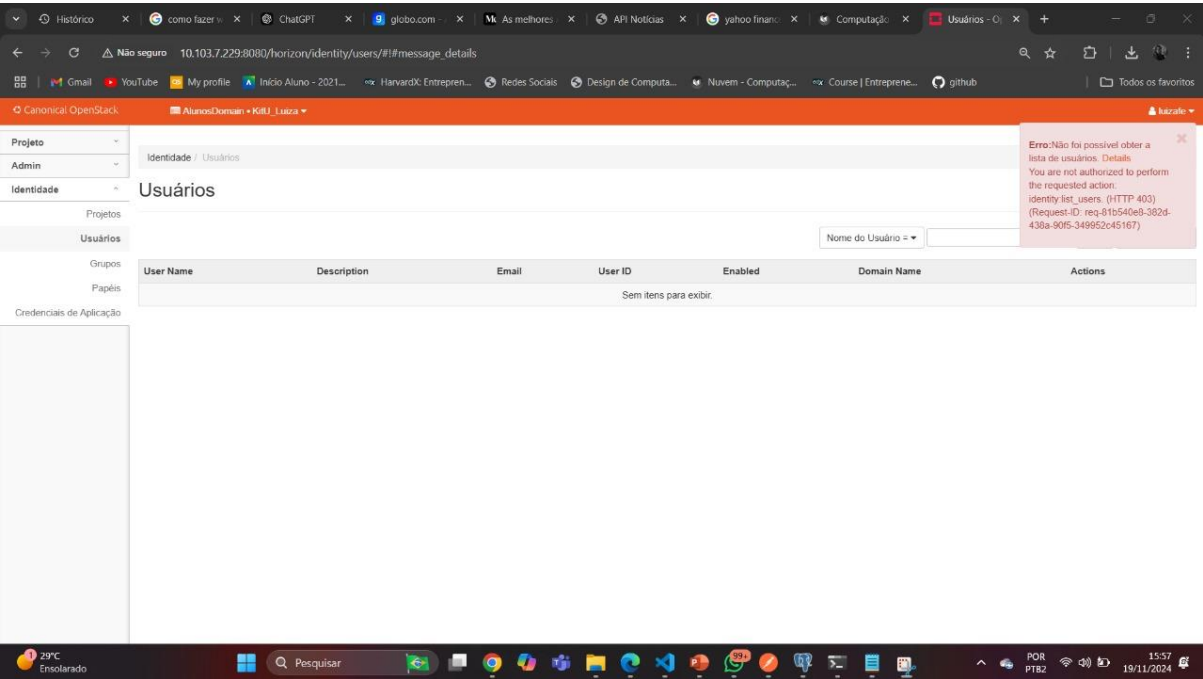 Histórico
como fazer w
ChatGPT
globo.com -
As melhores
API Notícias
yahoo financ
Computação
Usuários - O
Não seguro 10.103.7.229:8080/horizon/identity/users/#!#message_details
Gmail YouTube My profile Início Aluno - 2021... HarvardX: Entrepren... Redes Sociais Design de Computa... Nuvem - Computaç... Course | Entreprene... github Todos os favoritos
Canonical OpenStack AlunosDomain • KitU_Luiza luizafe
Projeto
Admin
Identidade
Projetos
Usuários
Grupos
Papéis
Credenciais de Aplicação
Identidade / Usuários
Usuários
Erro:Não foi possível obter a
lista de usuários. Details
You are not authorized to perform
the requested action:
identity:list_users. (HTTP 403)
(Request-ID: req-81b540e8-382d-
438a-90f5-349952c45167)
Nome do Usuário =
User Name Description Email User ID Enabled Domain Name Actions
Sem itens para exibir.
1
29°C
Ensolarado
Pesquisar
99+
POR
PTB2
15:57
19/11/2024